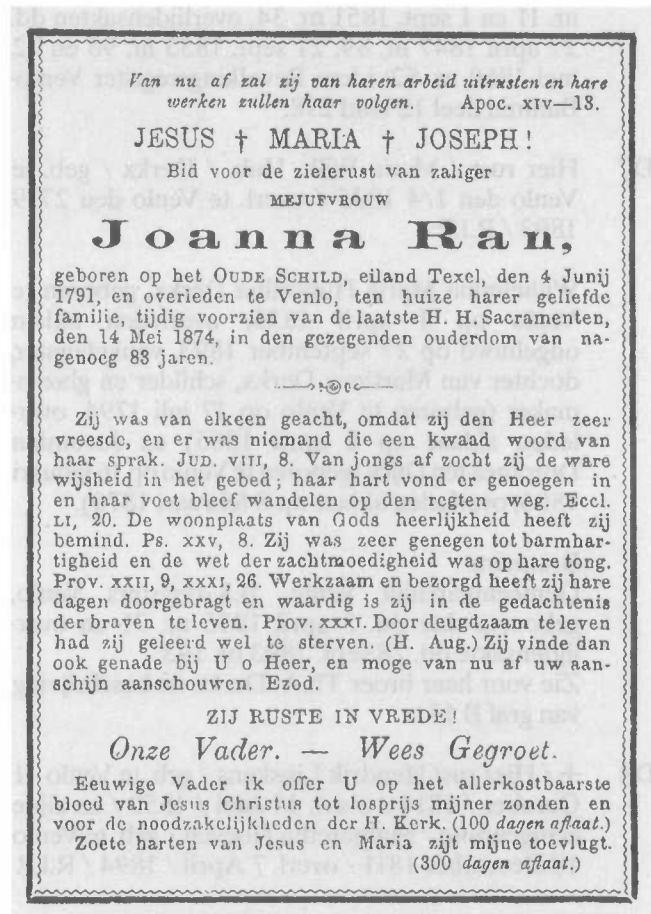 Van nu af zal zij van haren arbeid uitrusten en hare
werken zullen haar volgen. Apoc. XIV—18.
JESUS † MARIA † JOSEPH!
Bid voor de zielerust van zaliger
MEJUFVROUW
Joanna Ran,
geboren op het OUDE SCHILD, eiland Texel, den 4 Junij
1791, en overleden te Venlo, ten huize harer geliefde
familie, tijdig voorzien van de laatste H. H. Sacramenten,
den 14 Mei 1874, in den gezegenden ouderdom van na-
genoeg 83 jaren.
Zij was van elkeen geacht, omdat zij den Heer zeer
vreesde, en er was niemand die een kwaad woord van
haar sprak. JUD. VIII, 8. Van jongs af zocht zij de ware
wijsheid in het gebed; haar hart vond er genoegen in
en haar voet bleef wandelen op den regten weg. Eccl.
LI, 20. De woonplaats van Gods heerlijkheid heeft zij
bemind. Ps. XXV, 8. Zij was zeer genegen tot barmhar-
tigheid en de wet der zachtmoedigheid was op hare tong.
Prov. XXII, 9, XXXI, 26. Werkzaam en bezorgd heeft zij hare
dagen doorgebragt en waardig is zij in de gedachtenis
der braven te leven. Prov. XXXI. Door deugdzaam te leven
had zij geleerd wel te sterven. (H. Aug.) Zij vinde dan
ook genade bij U o Heer, en moge van nu af uw aan-
schijn aanschouwen. Ezod.
ZIJ RUSTE IN VREDE!
Onze Vader. — Wees Gegroet.
Eeuwige Vader ik offer U op het allerkostbaarste
bloed van Jesus Christus tot losprijs mijner zonden en
voor de noodzakelijkheden der H. Kerk. (100 dagen aflaat.)
Zoete harten van Jesus en Maria zijt mijne toevlugt.
(300 dagen aflaat.)